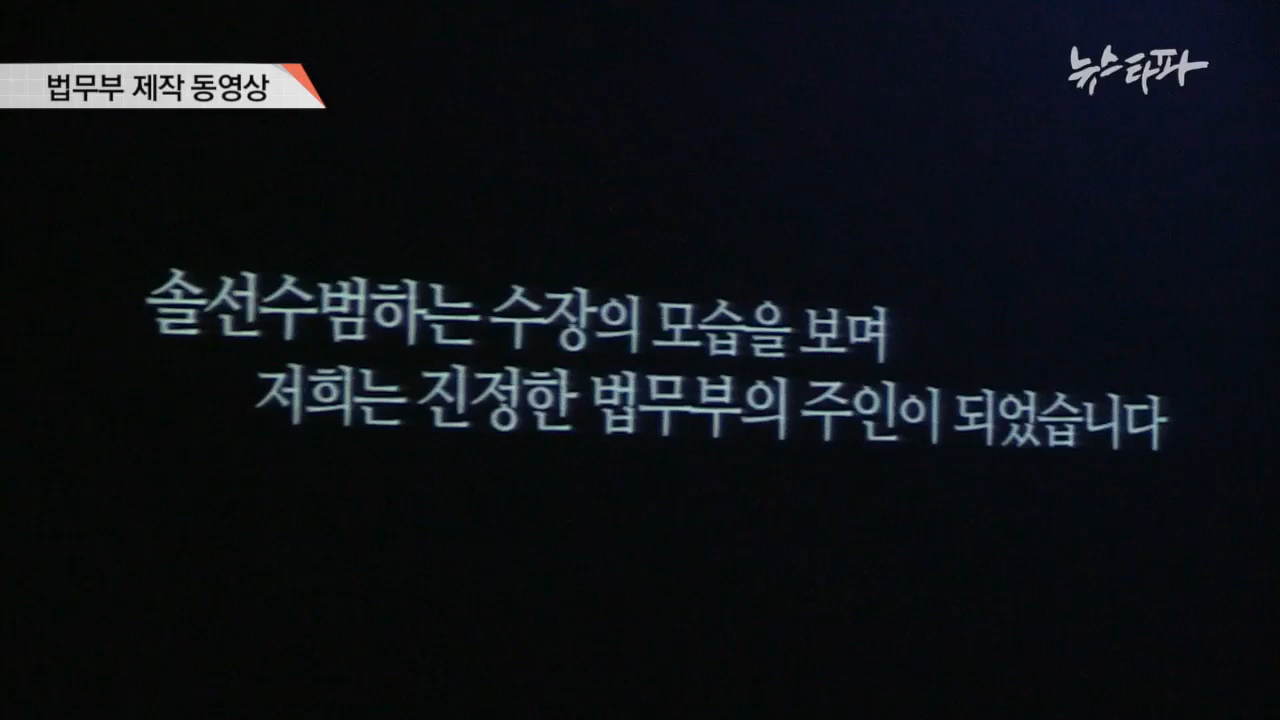 법무부 제작 동영상
뉴스타파
솔선수범하는 수장의 모습을 보며
저희는 진정한 법무부의 주인이 되었습니다